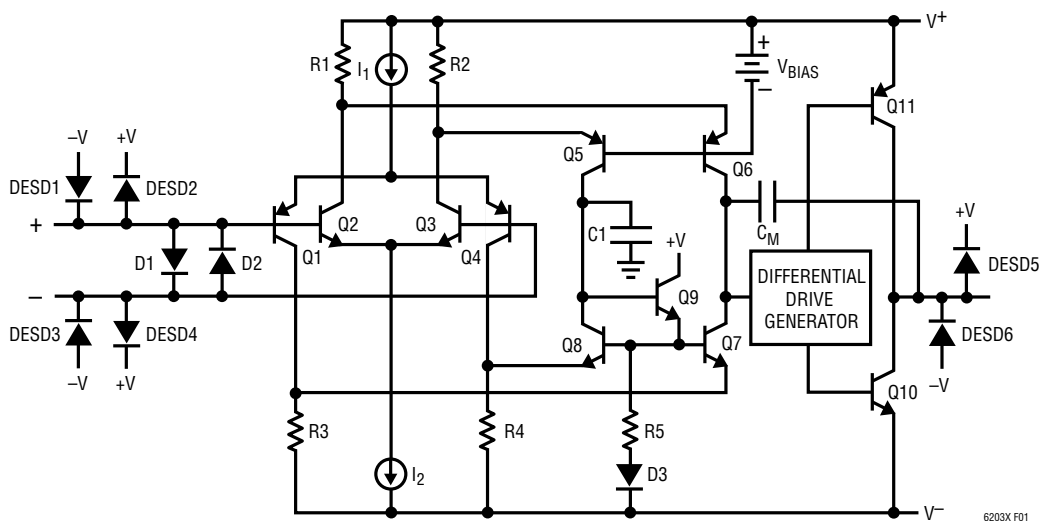 V+
R1
I1
R2
+
VBIAS
–
Q11
–V
+V
Q5
Q6
DESD1
DESD2
+
Q2
Q3
C1
CM
+V
D1
D2
Q1
Q4
+V
DESD5
–
DIFFERENTIAL
DRIVE
GENERATOR
Q9
DESD3
DESD4
Q8
Q7
DESD6
–V
+V
–V
Q10
R3
R4
R5
I2
D3
V–
6203X F01